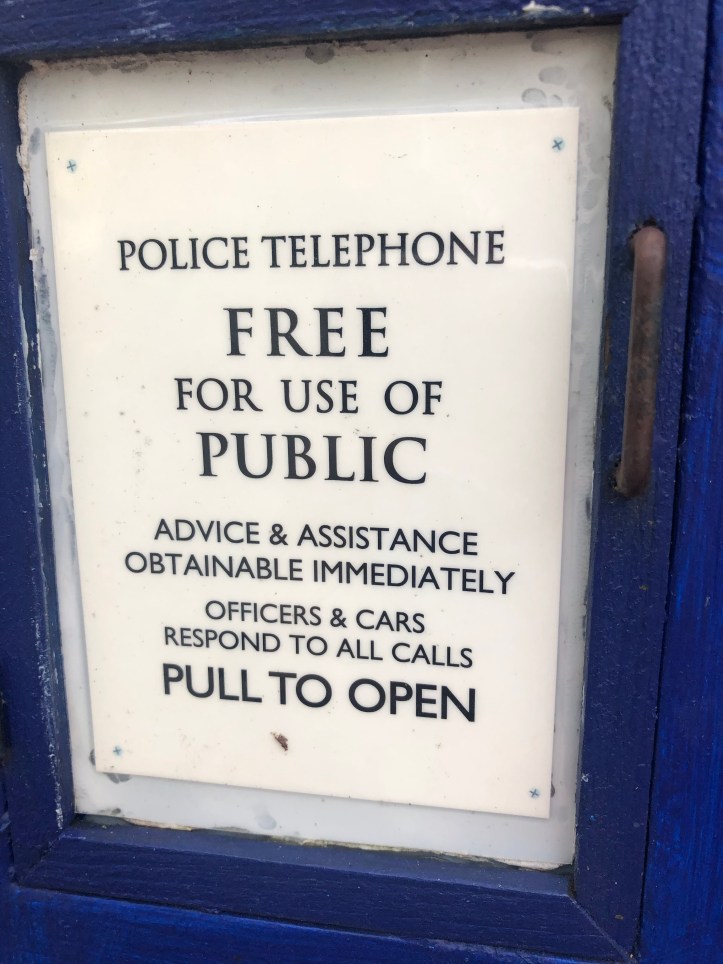 POLICE TELEPHONE
FREE
FOR USE OF
PUBLIC
ADVICE & ASSISTANCE
OBTAINABLE IMMEDIATELY
OFFICERS & CARS
RESPOND TO ALL CALLS
PULL TO OPEN